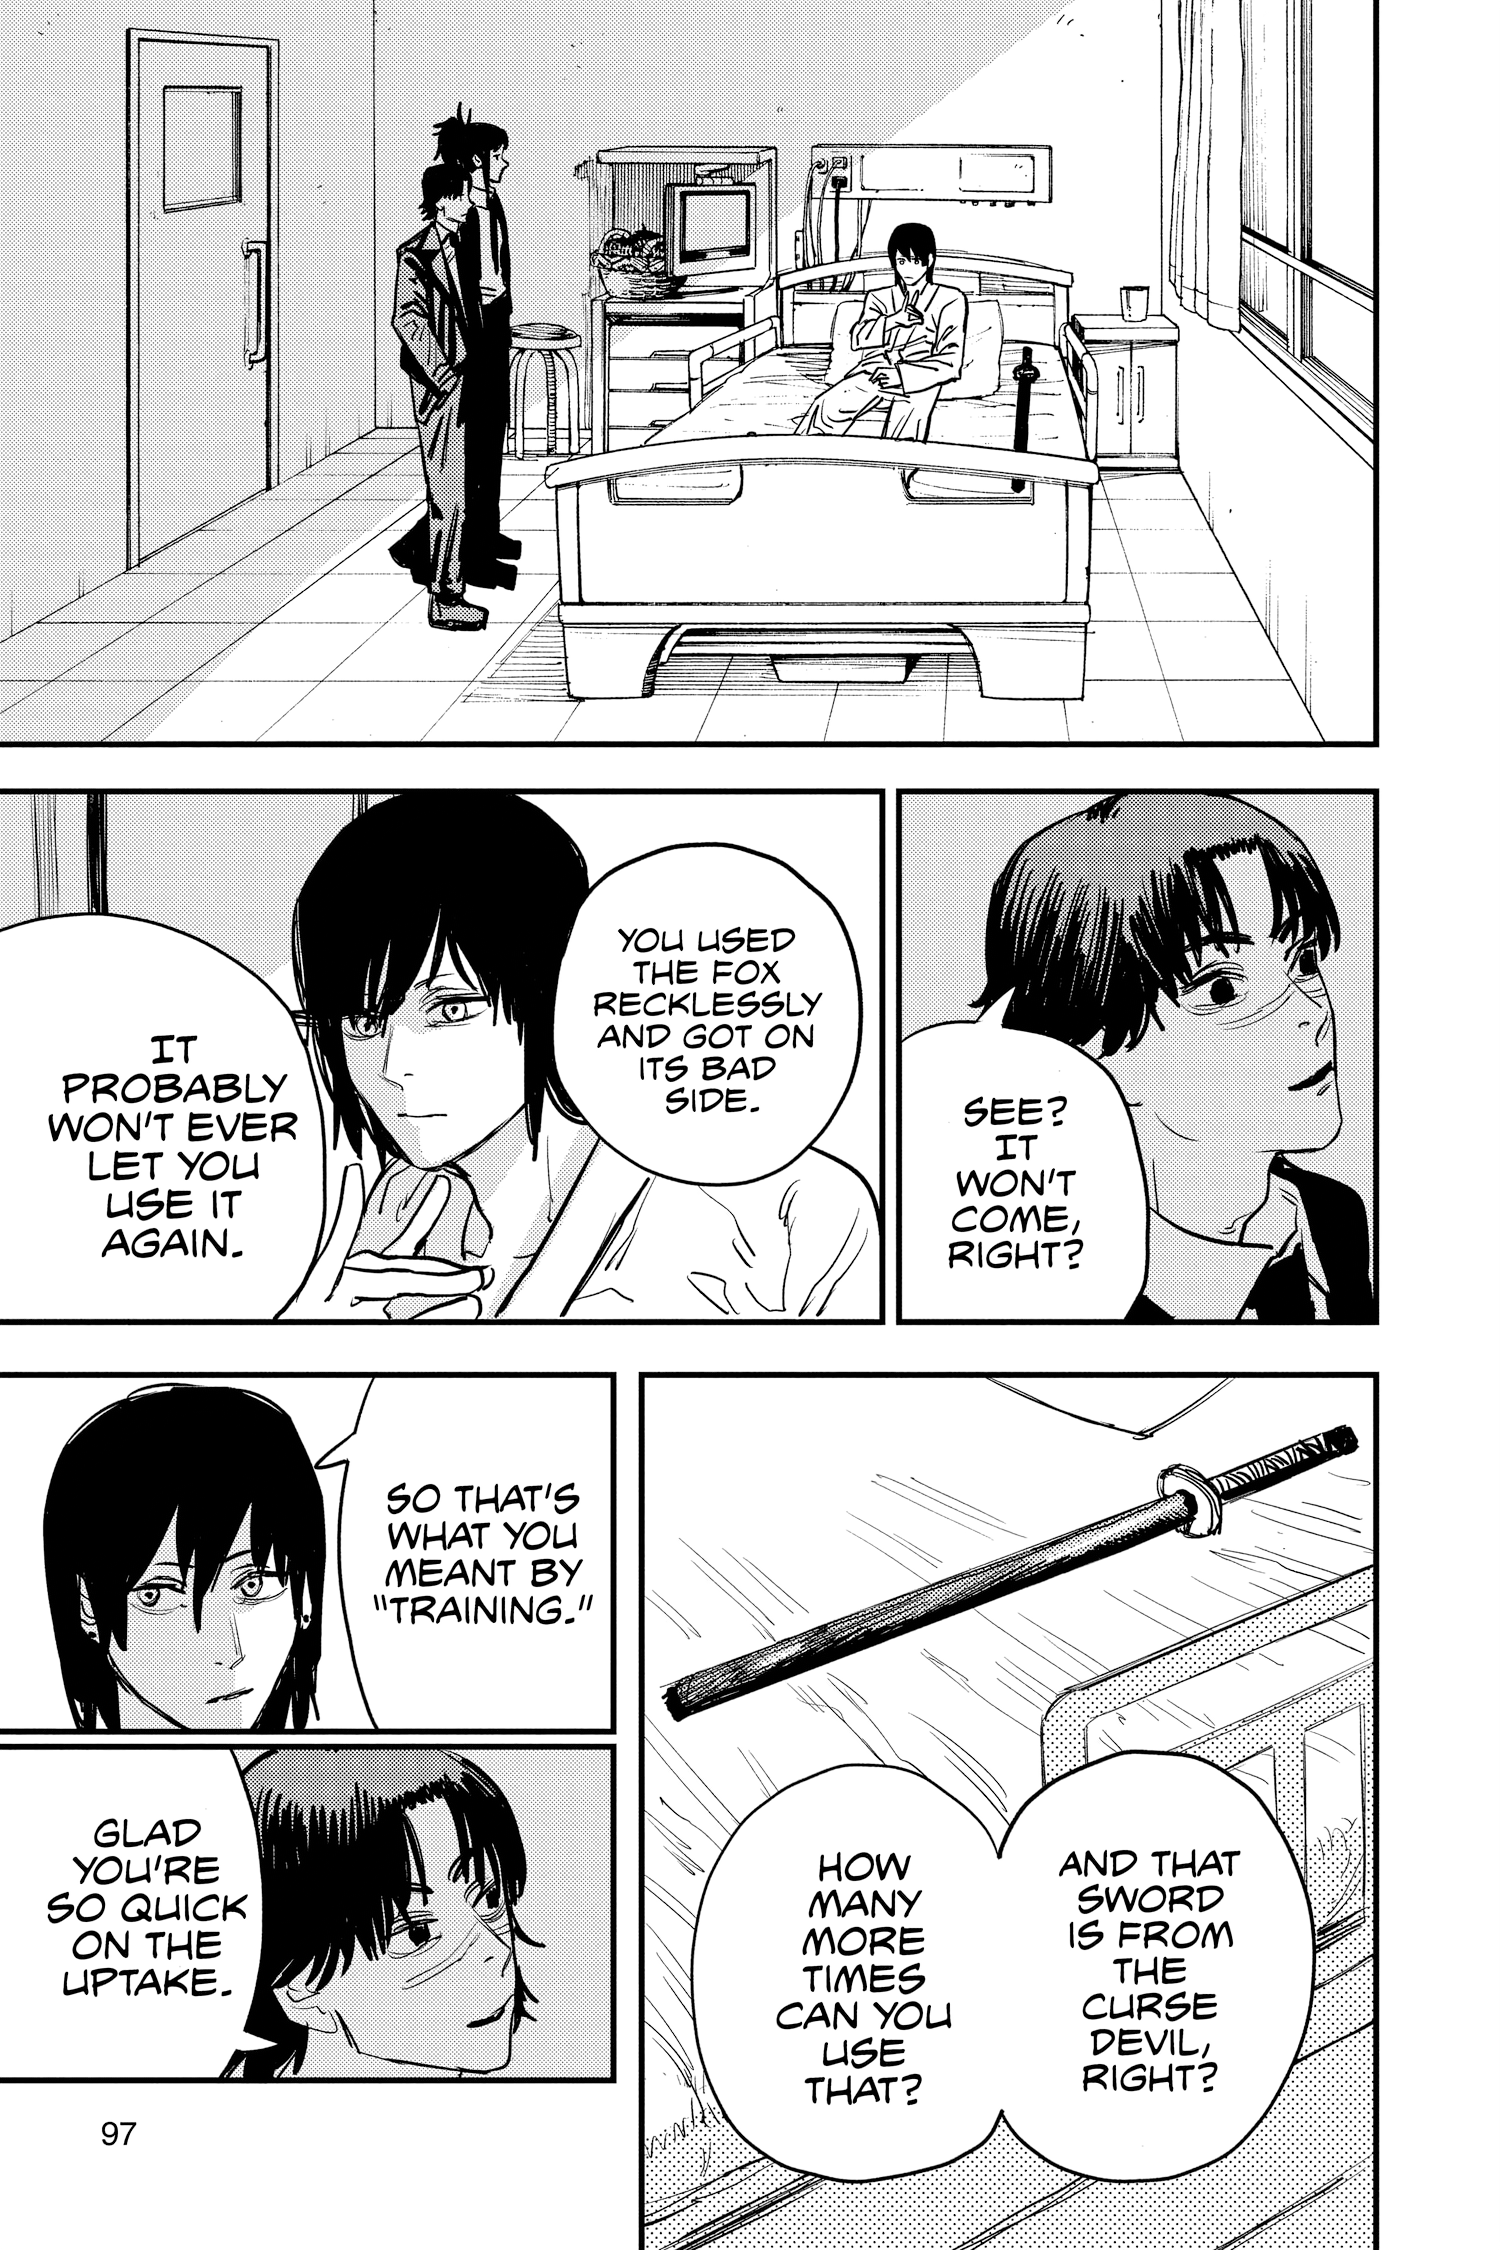 SEE?
IT
WON'T
COME,
RIGHT?
YOU USED
THE FOX
RECKLESSLY
AND GOT ON
ITS BAD
SIDE.
IT
PROBABLY
WON'T EVER
LET YOU
USE IT
AGAIN.
AND THAT
SWORD
IS FROM
THE
CURSE
DEVIL,
RIGHT?
HOW
MANY
MORE
TIMES
CAN YOU
USE
THAT?
SO THAT'S
WHAT YOU
MEANT BY
"TRAINING."
GLAD
YOU'RE
SO QUICK
ON THE
UPTAKE.
97